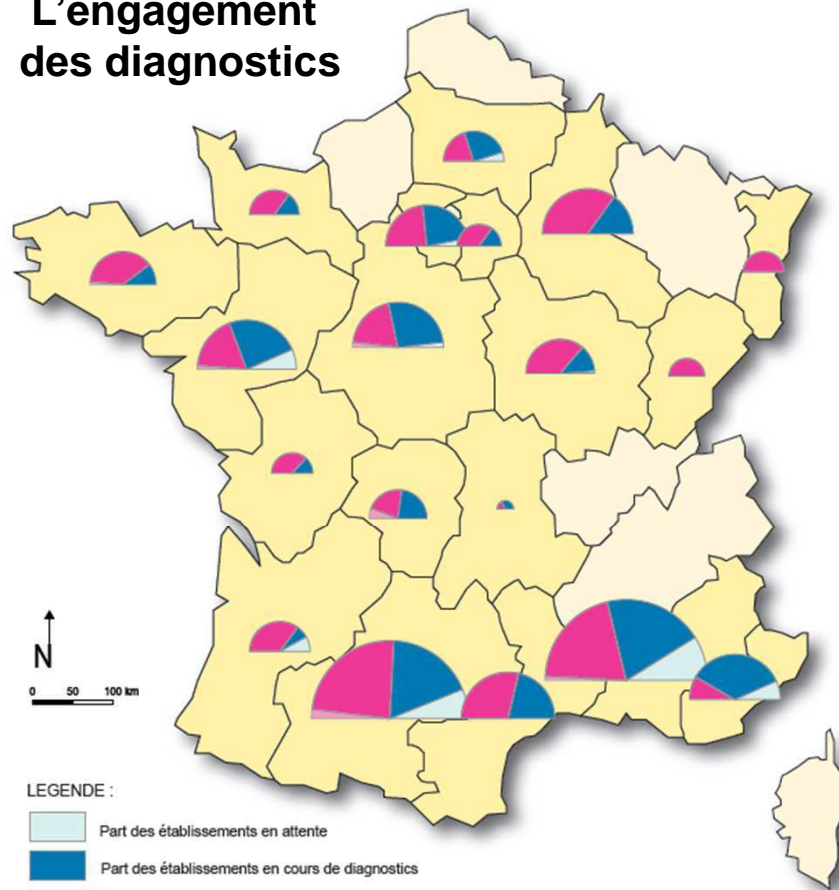 L'engagement
des diagnostics
N
0 50 100 km
LEGENDE :
Part des établissements en attente
Part des établissements en cours de diagnostics